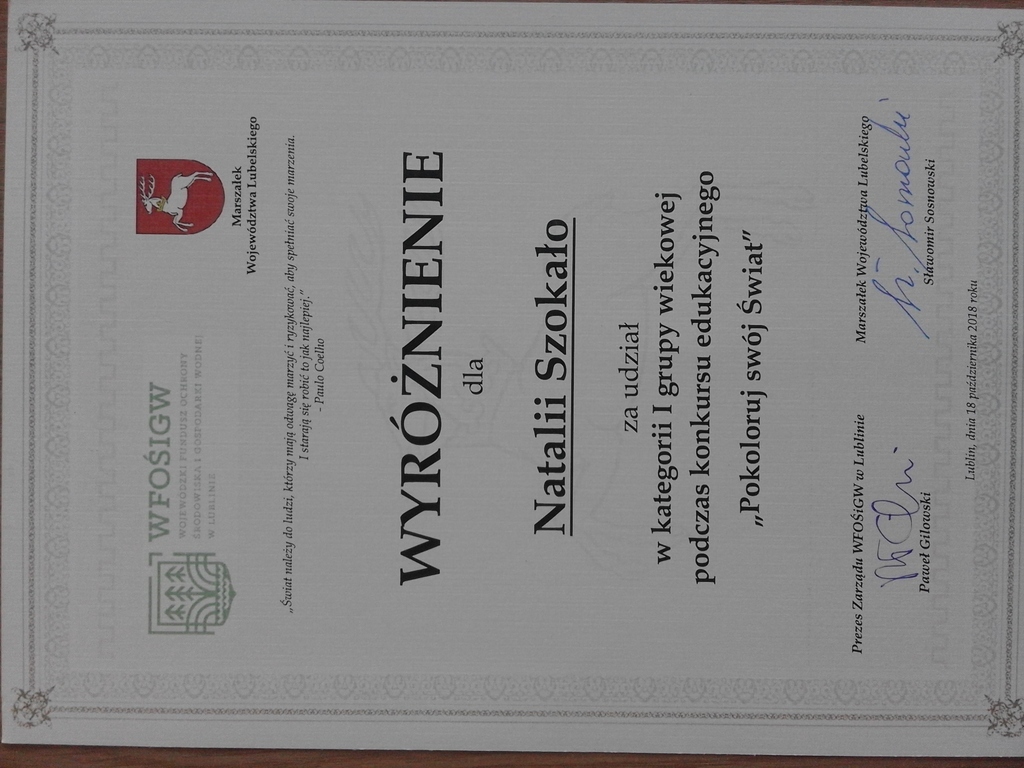 WFOŚIGW
WOJEWÓDZKI FUNDUSZ OCHRONY
ŚRODOWISKA I GOSPODARKI WODNEJ
W LUBLINIE
Marszałek
Województwa Lubelskiego
„Świat należy do ludzi, którzy mają odwagę marzyć i ryzykować, aby spełniać swoje marzenia.
I starają się robić to jak najlepiej.”
- Paulo Coelho
WYRÓŻNIENIE
dla
Natalii Szokało
za udział
w kategorii I grupy wiekowej
podczas konkursu edukacyjnego
„Pokoloruj swój Świat”
Prezes Zarządu WFOŚiGW w Lublinie
Paweł Gilowski
Marszałek Województwa Lubelskiego
Sławomir Sosnowski
Lublin, dnia 18 października 2018 roku